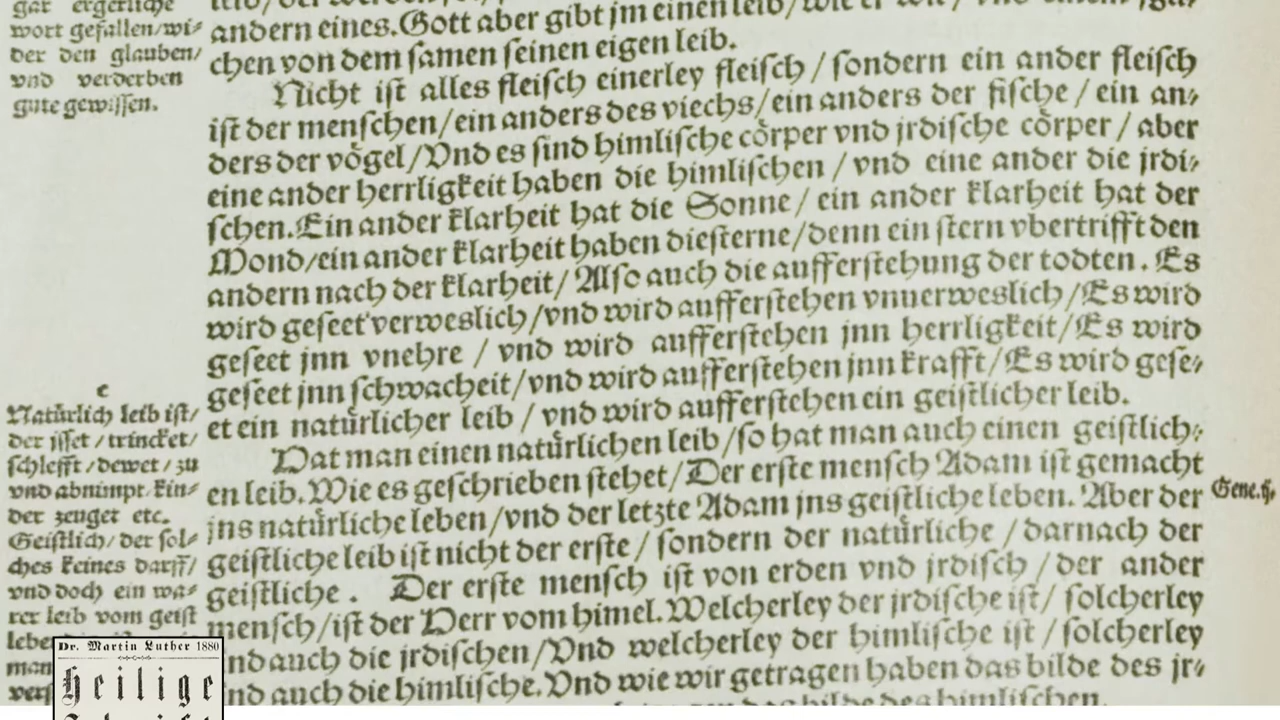 gar ergerliche
wort gefallen/wi⸗
der den glauben/
vnd verderben
gute gewissen.
andern eines. Gott aber gibt jm einen leib/
chen von dem samen seinen eigen leib.
Nicht ist alles fleisch einerley fleisch / sondern ein ander fleisch
ist der menschen/ein anders des viechs/ein anders der fische / ein an⸗
ders der vögel/Vnd es sind himlische cörper vnd jrdische cörper / aber
eine ander herrligkeit haben die himlischen / vnd eine ander die jrdi⸗
schen.Ein ander klarheit hat die Sonne/ ein ander klarheit hat der
Mond/ein ander klarheit haben die sterne/denn ein stern vbertrifft den
andern nach der klarheit/ Also auch die aufferstehung der todten. Es
wird geseet verweslich/vnd wird aufferstehen vnuerweslich/Es wird
geseet jnn vnehre / vnd wird aufferstehen jnn herrligkeit/Es wird
geseet jnn schwacheit/vnd wird aufferstehen jnn krafft/Es wird gese⸗
et ein natürlicher leib / vnd wird aufferstehen ein geistlicher leib.
Hat man einen natürlichen leib/so hat man auch einen geistlich⸗
en leib.Wie es geschrieben stehet/Der erste mensch Adam ist gemacht
jns natürliche leben/vnd der letzte Adam jns geistliche leben. Aber der
geistliche leib ist nicht der erste/ sondern der natürliche / darnach der
geistliche . Der erste mensch ist von erden vnd jrdisch / der ander
mensch/ist der Herr vom himel.Welcherley der jrdische ist/ solcherley
nd auch die jrdischen/Vnd welcherley der himlische ist / solcherley
nd auch die himlische.Vnd wie wir getragen haben das bilde des jr⸗
das bilde des himlischen.
c
Natürlich leib ist/
der jsset / trincket/
schlefft / dewet / zu
vnd abnimpt/kin⸗
der zeuget etc.
Geistlich/ der sol⸗
ches keines darff/
vnd doch ein wa⸗
rer leib vom geist
Gene.ij.
Dr. Martin Luther 1880
Heilige